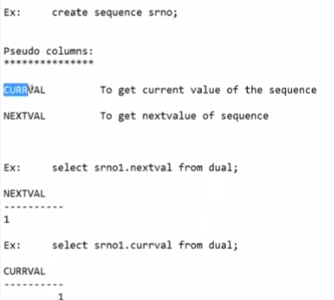 Ex: create sequence srno;
Pseudo columns:
***************
CURRVAL To get current value of the sequence
NEXTVAL To get nextvalue of sequence
Ex: select srno1.nextval from dual;
NEXTVAL
----------
1
Ex: select srno1.currval from dual;
CURRVAL
----------
1